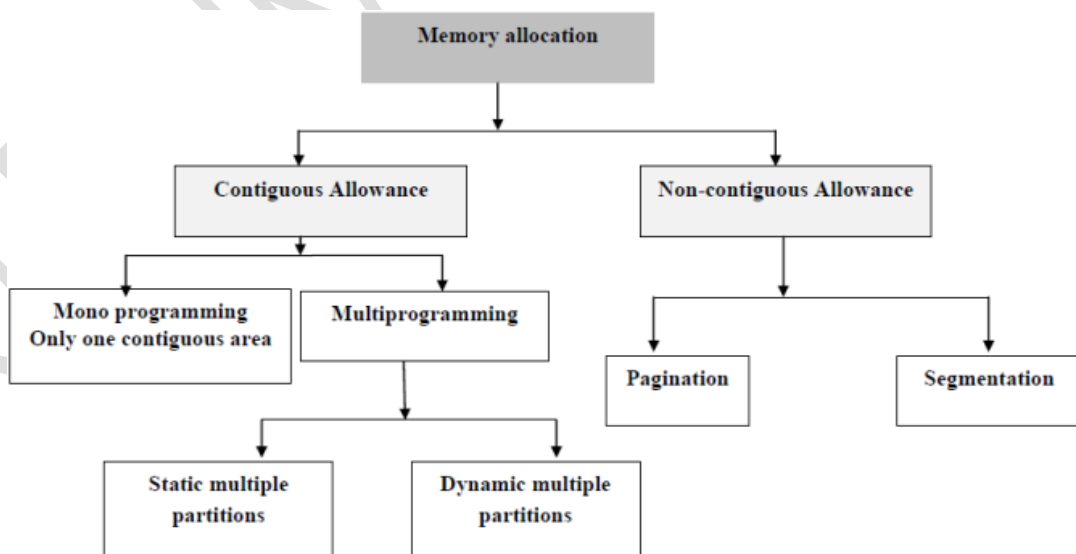 Memory allocation
Contiguous Allowance
Non-contiguous Allowance
Mono programming
Only one contiguous area
Multiprogramming
Pagination
Segmentation
Static multiple
partitions
Dynamic multiple
partitions